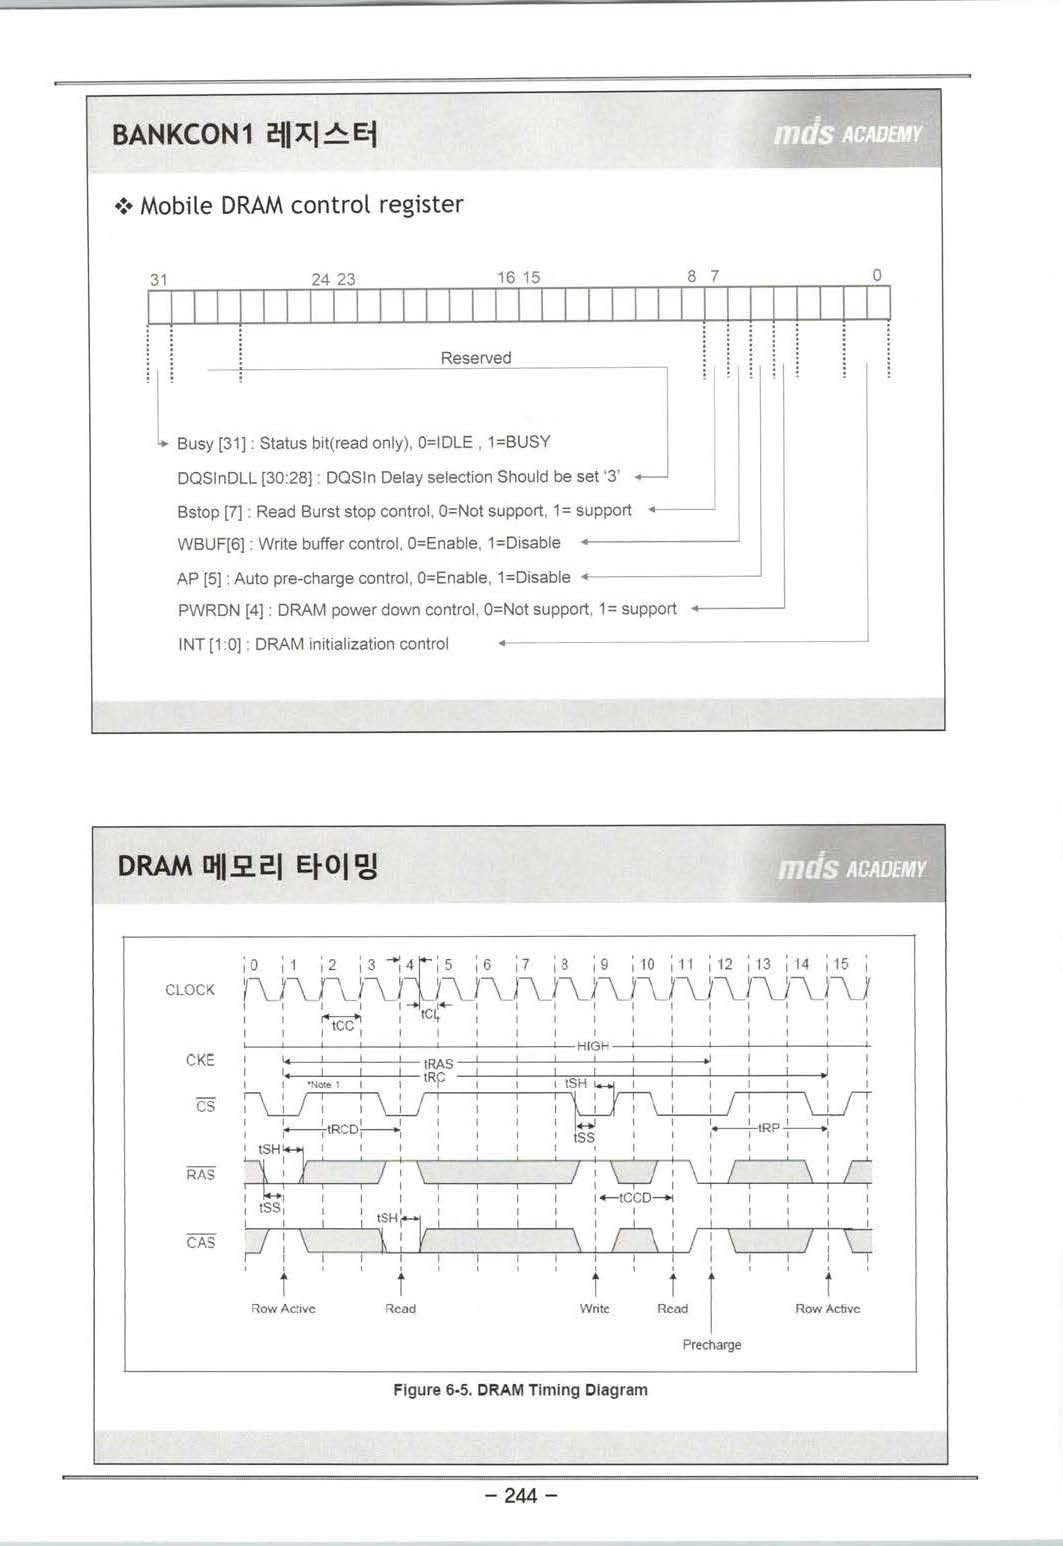 BANKCON1 레지스터
mds ACADEMY
❖ Mobile DRAM control register
31 24 23 16 15 8 7 0
Reserved
Busy [31] : Status bit(read only), 0=IDLE , 1=BUSY
DQSInDLL [30:28] : DQSIn Delay selection Should be set '3'
Bstop [7] : Read Burst stop control, 0=Not support, 1= support
WBUF[6] : Write buffer control, 0=Enable, 1=Disable
AP [5] : Auto pre-charge control, 0=Enable, 1=Disable
PWRDN [4] : DRAM power down control, 0=Not support, 1= support
INT [1:0] : DRAM initialization control
DRAM 메모리 타이밍
mds ACADEMY
0 1 2 3 4 5 6 7 8 9 10 11 12 13 14 15
CLOCK
tCL
tCC
HIGH
CKE
tRAS
tRC
*Note 1
tSH
CS
tRCD
tSS
tRP
tSH
RAS
tCCD
tSS
tSH
CAS
Row Active Read Write Read Row Active
Precharge
Figure 6-5. DRAM Timing Diagram
- 244 -